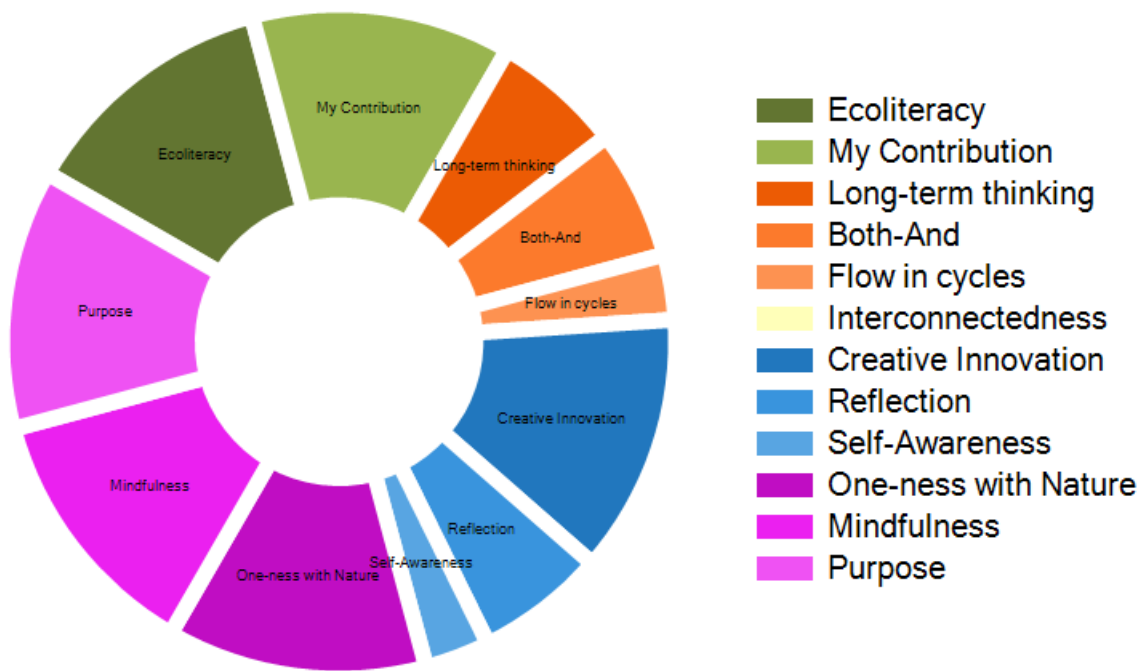 My Contribution
Ecoliteracy
Long-term thinking
Both-And
Flow in cycles
Purpose
Creative Innovation
Mindfulness
Reflection
Self-Awareness
One-ness with Nature
Ecoliteracy
My Contribution
Long-term thinking
Both-And
Flow in cycles
Interconnectedness
Creative Innovation
Reflection
Self-Awareness
One-ness with Nature
Mindfulness
Purpose